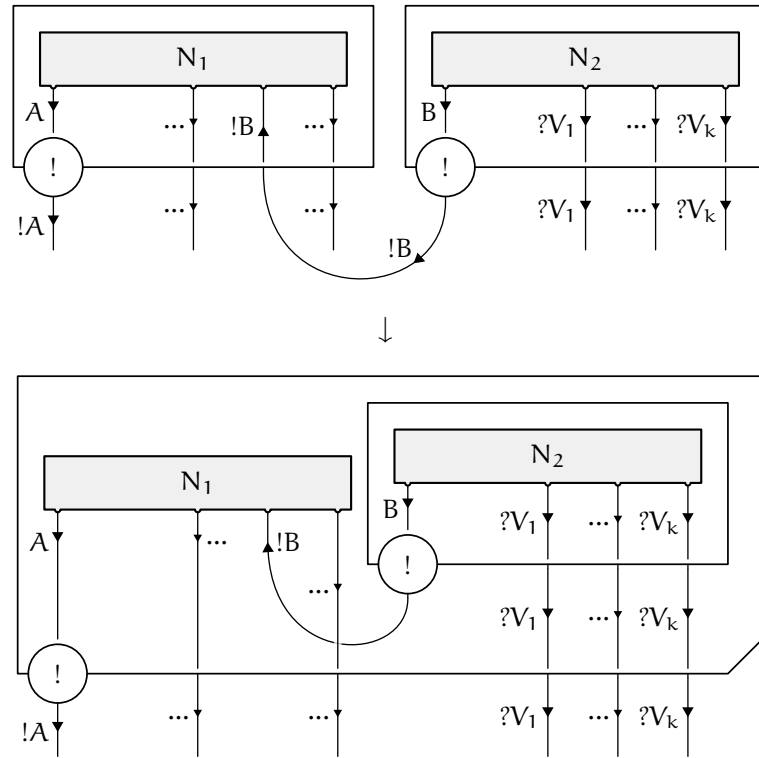 N₁ N₂
A ... !B ... B ?V₁ ... ?Vₖ
! !
!A ... ... ?V₁ ... ?Vₖ
!B
↓
N₁ N₂
B ?V₁ ... ?Vₖ
A ... !B !
... ?V₁ ... ?Vₖ
!
!A ... ... ?V₁ ... ?Vₖ